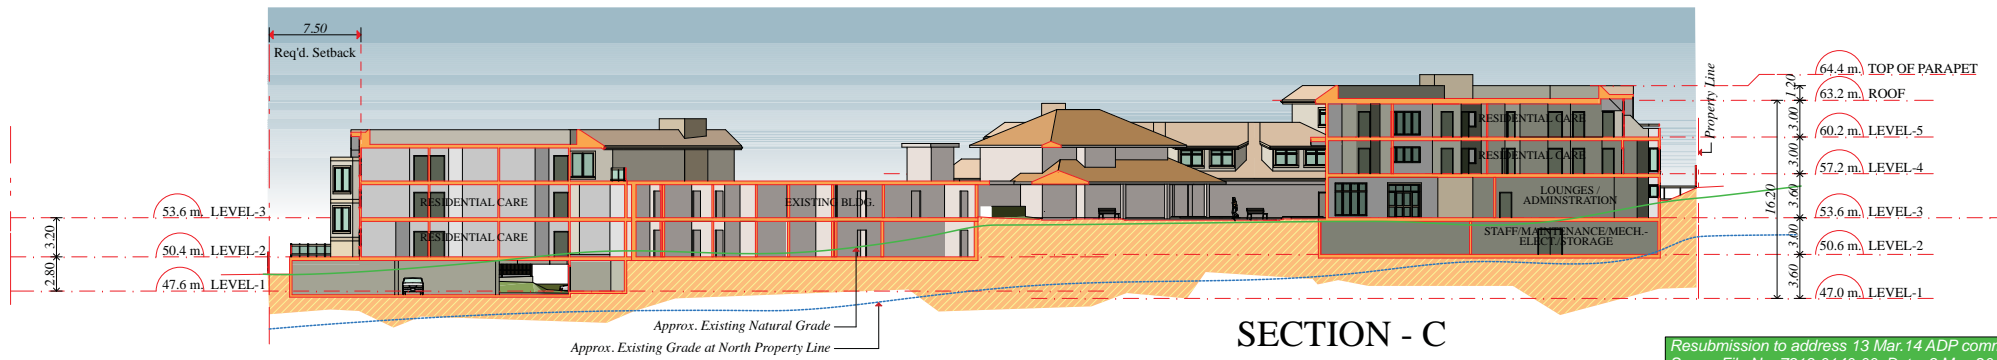 7.50
Req'd. Setback
Property Line
64.4 m. TOP OF PARAPET
63.2 m. ROOF
60.2 m. LEVEL-5
57.2 m. LEVEL-4
53.6 m. LEVEL-3
50.6 m. LEVEL-2
47.0 m. LEVEL-1
1.20
3.00
3.00
3.60
3.00
3.60
16.20
53.6 m. LEVEL-3
50.4 m. LEVEL-2
47.6 m. LEVEL-1
3.20
2.80
RESIDENTIAL CARE
RESIDENTIAL CARE
EXISTING BLDG.
RESIDENTIAL CARE
RESIDENTIAL CARE
LOUNGES /
ADMINSTRATION
STAFF/MAINTENANCE/MECH.-
ELECT./STORAGE
Approx. Existing Natural Grade
Approx. Existing Grade at North Property Line
SECTION - C
Resubmission to address 13 Mar.14 ADP comm